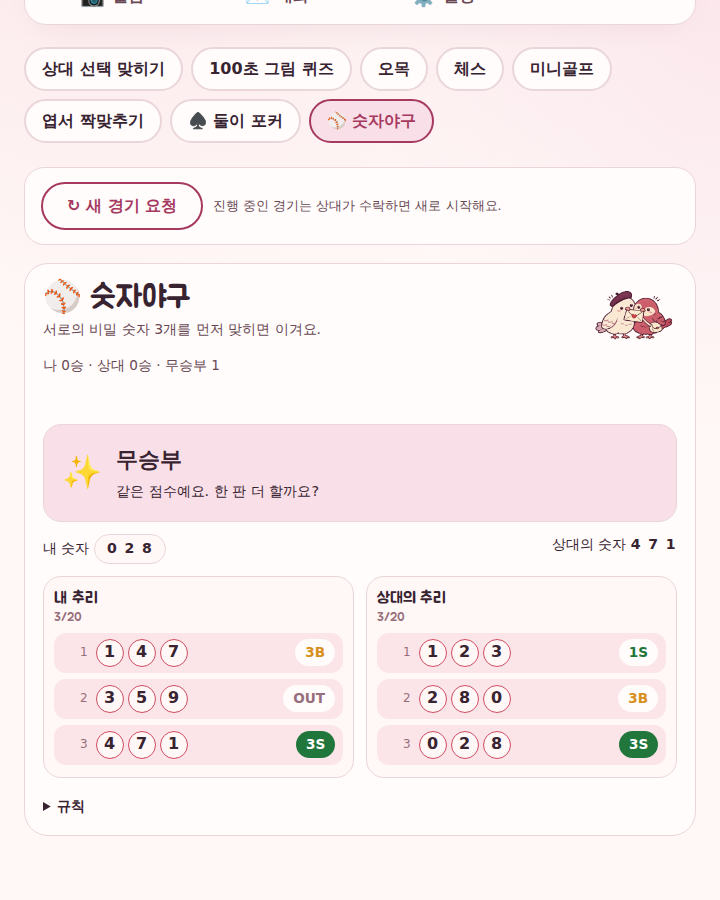 상대 선택 맞히기
100초 그림 퀴즈
오목
체스
미니골프
엽서 짝맞추기
둘이 포커
숫자야구
↻ 새 경기 요청
진행 중인 경기는 상대가 수락하면 새로 시작해요.
숫자야구
서로의 비밀 숫자 3개를 먼저 맞히면 이겨요.
나 0승 · 상대 0승 · 무승부 1
무승부
같은 점수예요. 한 판 더 할까요?
내 숫자 0 2 8
상대의 숫자 4 7 1
내 추리
3/20
1 1 4 7 3B
2 3 5 9 OUT
3 4 7 1 3S
상대의 추리
3/20
1 1 2 3 1S
2 2 8 0 3B
3 0 2 8 3S
▶ 규칙